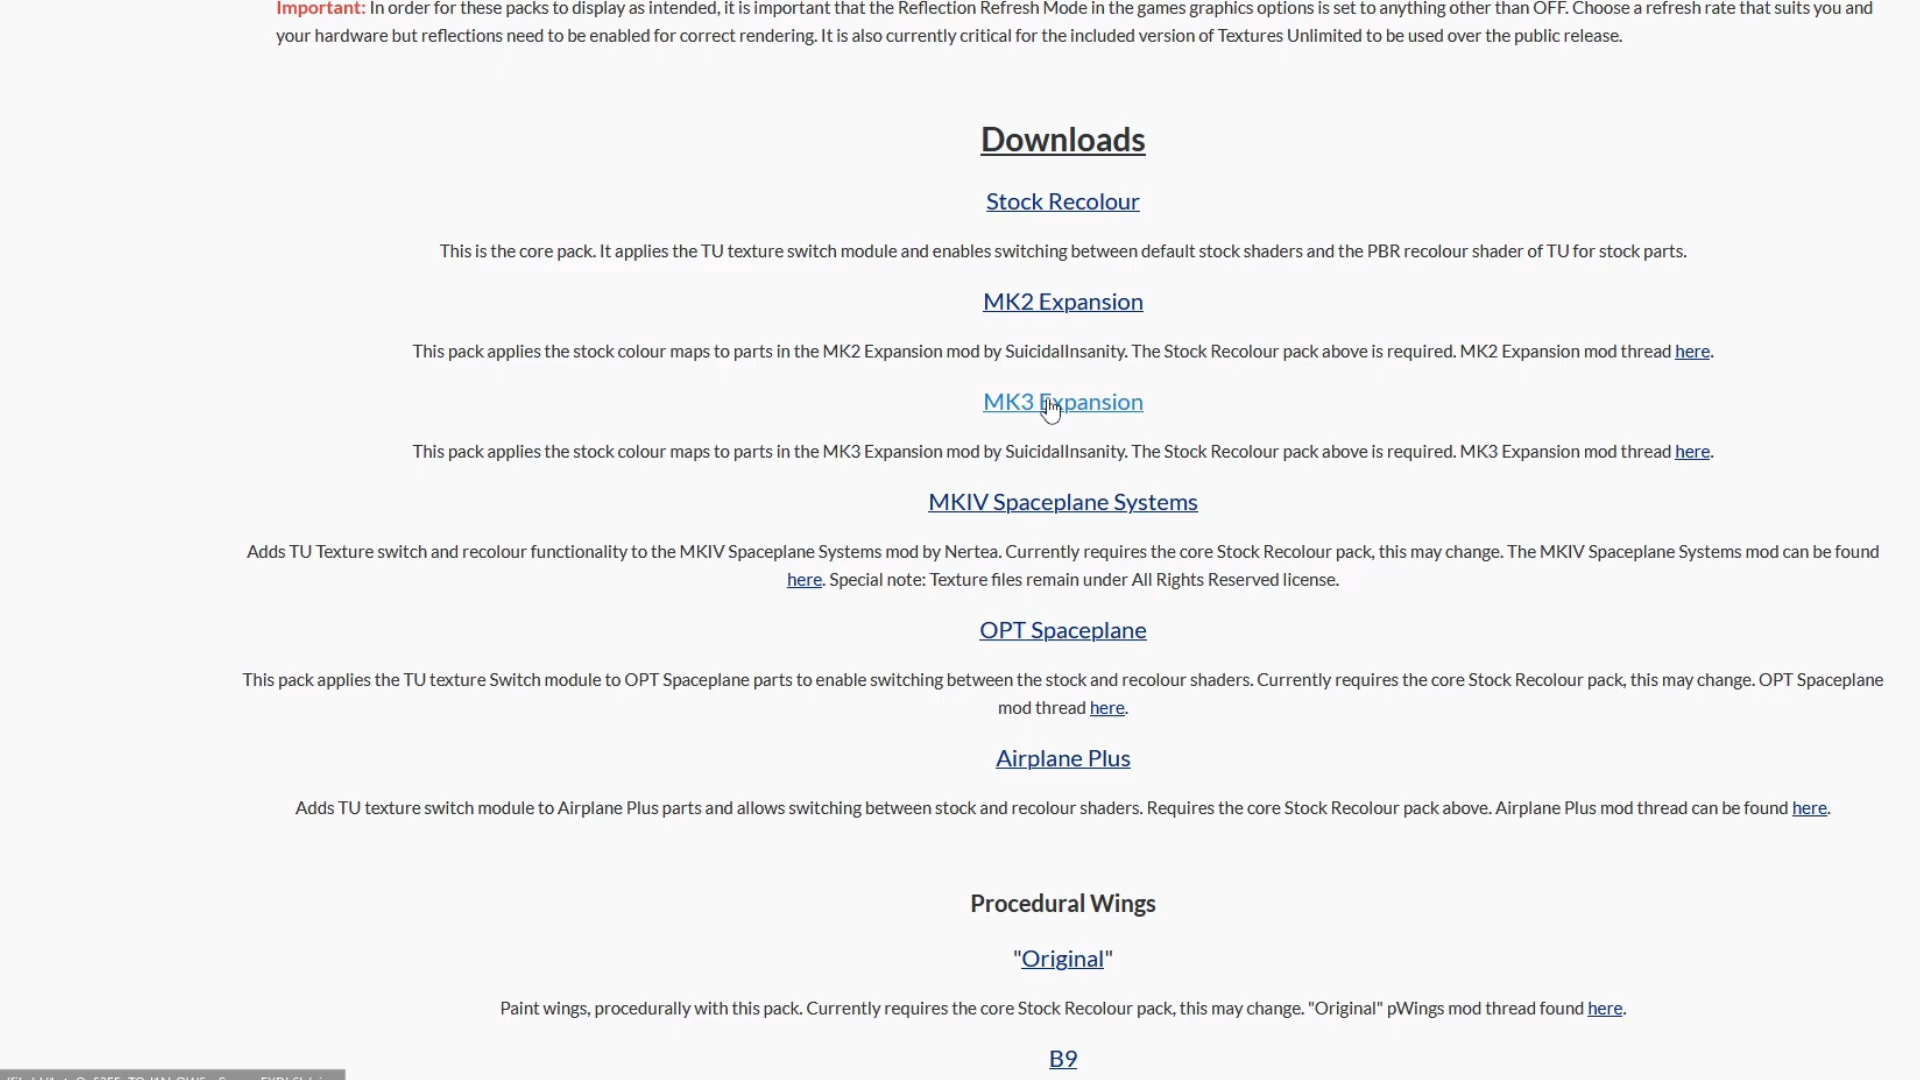 Important: In order for these packs to display as intended, it is important that the Reflection Refresh Mode in the games graphics options is set to anything other than OFF. Choose a refresh rate that suits you and
your hardware but reflections need to be enabled for correct rendering. It is also currently critical for the included version of Textures Unlimited to be used over the public release.
Downloads
Stock Recolour
This is the core pack. It applies the TU texture switch module and enables switching between default stock shaders and the PBR recolour shader of TU for stock parts.
MK2 Expansion
This pack applies the stock colour maps to parts in the MK2 Expansion mod by SuicidalInsanity. The Stock Recolour pack above is required. MK2 Expansion mod thread here.
MK3 Expansion
This pack applies the stock colour maps to parts in the MK3 Expansion mod by SuicidalInsanity. The Stock Recolour pack above is required. MK3 Expansion mod thread here.
MKIV Spaceplane Systems
Adds TU Texture switch and recolour functionality to the MKIV Spaceplane Systems mod by Nertea. Currently requires the core Stock Recolour pack, this may change. The MKIV Spaceplane Systems mod can be found
here. Special note: Texture files remain under All Rights Reserved license.
OPT Spaceplane
This pack applies the TU texture Switch module to OPT Spaceplane parts to enable switching between the stock and recolour shaders. Currently requires the core Stock Recolour pack, this may change. OPT Spaceplane
mod thread here.
Airplane Plus
Adds TU texture switch module to Airplane Plus parts and allows switching between stock and recolour shaders. Requires the core Stock Recolour pack above. Airplane Plus mod thread can be found here.
Procedural Wings
"Original"
Paint wings, procedurally with this pack. Currently requires the core Stock Recolour pack, this may change. "Original" pWings mod thread found here.
B9